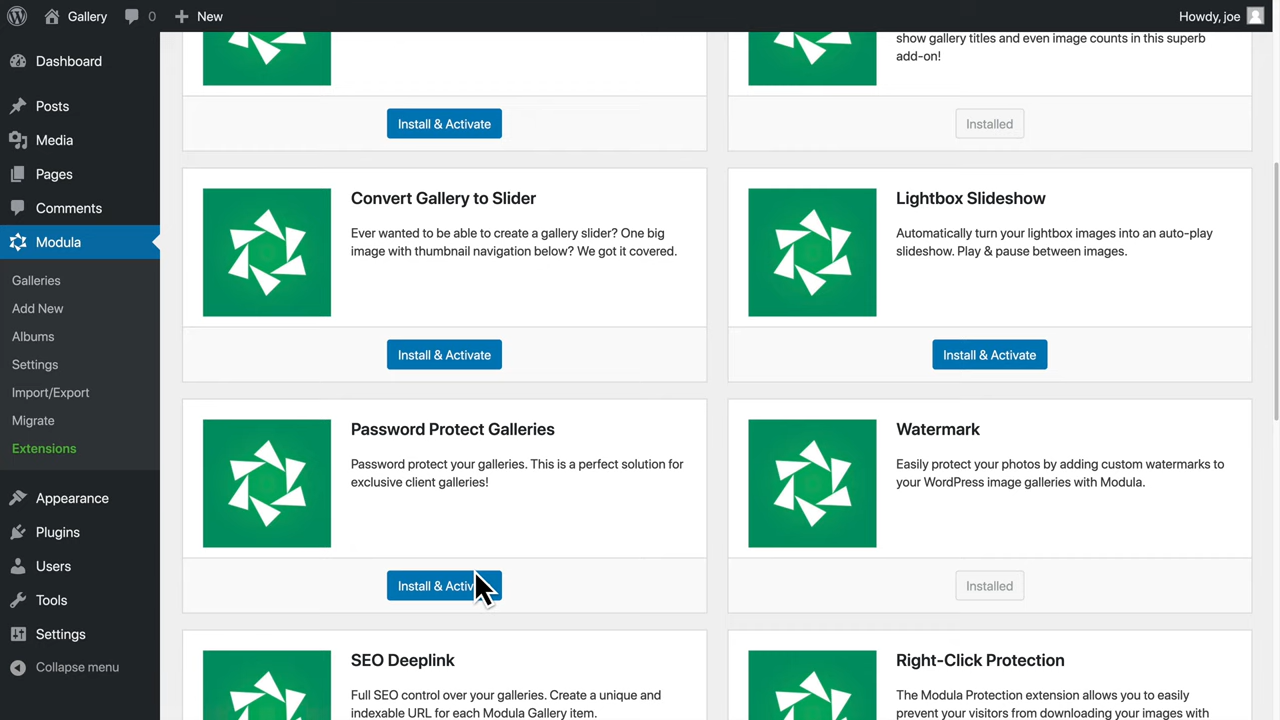 Gallery
0
New
Howdy, joe
Dashboard
Posts
Media
Pages
Comments
Modula
Galleries
Add New
Albums
Settings
Import/Export
Migrate
Extensions
Appearance
Plugins
Users
Tools
Settings
Collapse menu
Install & Activate
show gallery titles and even image counts in this superb
add-on!
Installed
Convert Gallery to Slider
Ever wanted to be able to create a gallery slider? One big
image with thumbnail navigation below? We got it covered.
Install & Activate
Lightbox Slideshow
Automatically turn your lightbox images into an auto-play
slideshow. Play & pause between images.
Install & Activate
Password Protect Galleries
Password protect your galleries. This is a perfect solution for
exclusive client galleries!
Install &
Watermark
Easily protect your photos by adding custom watermarks to
your WordPress image galleries with Modula.
Installed
SEO Deeplink
Full SEO control over your galleries. Create a unique and
indexable URL for each Modula Gallery item.
Right-Click Protection
The Modula Protection extension allows you to easily
prevent your visitors from downloading your images with